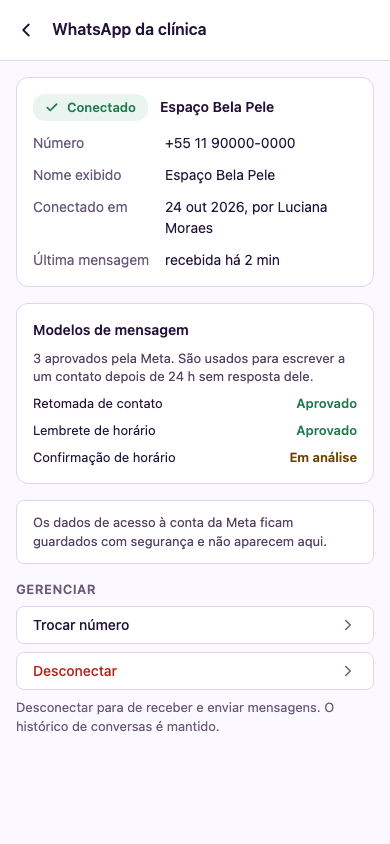 WhatsApp da clínica
Conectado
Espaço Bela Pele
Número
+55 11 90000-0000
Nome exibido
Espaço Bela Pele
Conectado em
24 out 2026, por Luciana
Moraes
Última mensagem
recebida há 2 min
Modelos de mensagem
3 aprovados pela Meta. São usados para escrever a
um contato depois de 24 h sem resposta dele.
Retomada de contato
Aprovado
Lembrete de horário
Aprovado
Confirmação de horário
Em análise
Os dados de acesso à conta da Meta ficam
guardados com segurança e não aparecem aqui.
GERENCIAR
Trocar número
Desconectar
Desconectar para de receber e enviar mensagens. O
histórico de conversas é mantido.